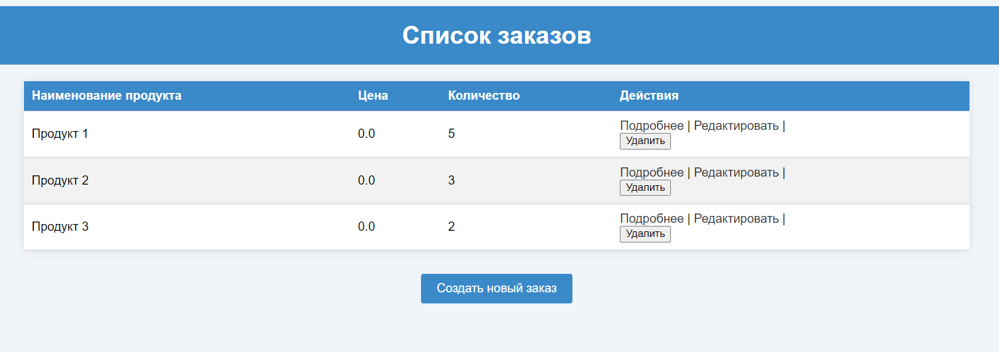 Список заказов
Наименование продукта Цена Количество Действия
Продукт 1 0.0 5 Подробнее | Редактировать |
Удалить
Продукт 2 0.0 3 Подробнее | Редактировать |
Удалить
Продукт 3 0.0 2 Подробнее | Редактировать |
Удалить
Создать новый заказ